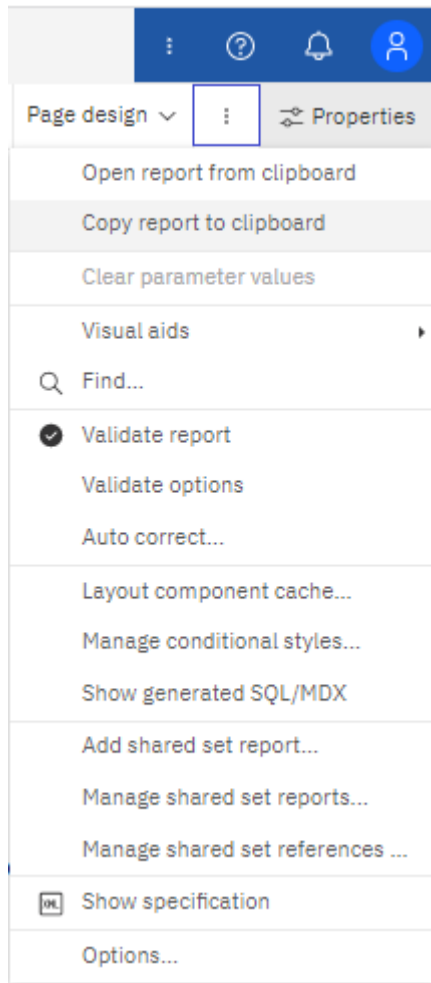 Page design
Properties
Open report from clipboard
Copy report to clipboard
Clear parameter values
Visual aids
Find...
Validate report
Validate options
Auto correct...
Layout component cache...
Manage conditional styles...
Show generated SQL/MDX
Add shared set report...
Manage shared set reports...
Manage shared set references ...
Show specification
Options...